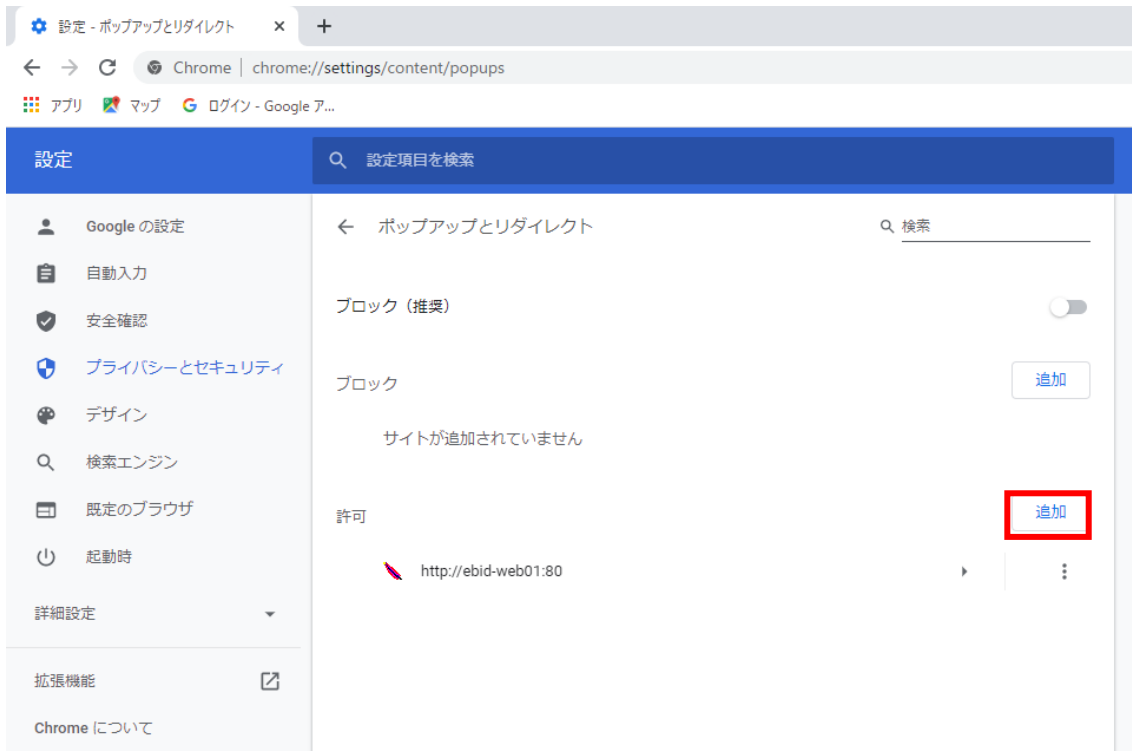 設定 - ポップアップとリダイレクト
Chrome | chrome://settings/content/popups
アプリ マップ ログイン - Google ア...
設定
設定項目を検索
Google の設定
自動入力
安全確認
プライバシーとセキュリティ
デザイン
検索エンジン
既定のブラウザ
起動時
詳細設定
拡張機能
Chrome について
ポップアップとリダイレクト
検索
ブロック（推奨）
ブロック
追加
サイトが追加されていません
許可
追加
http://ebid-web01:80